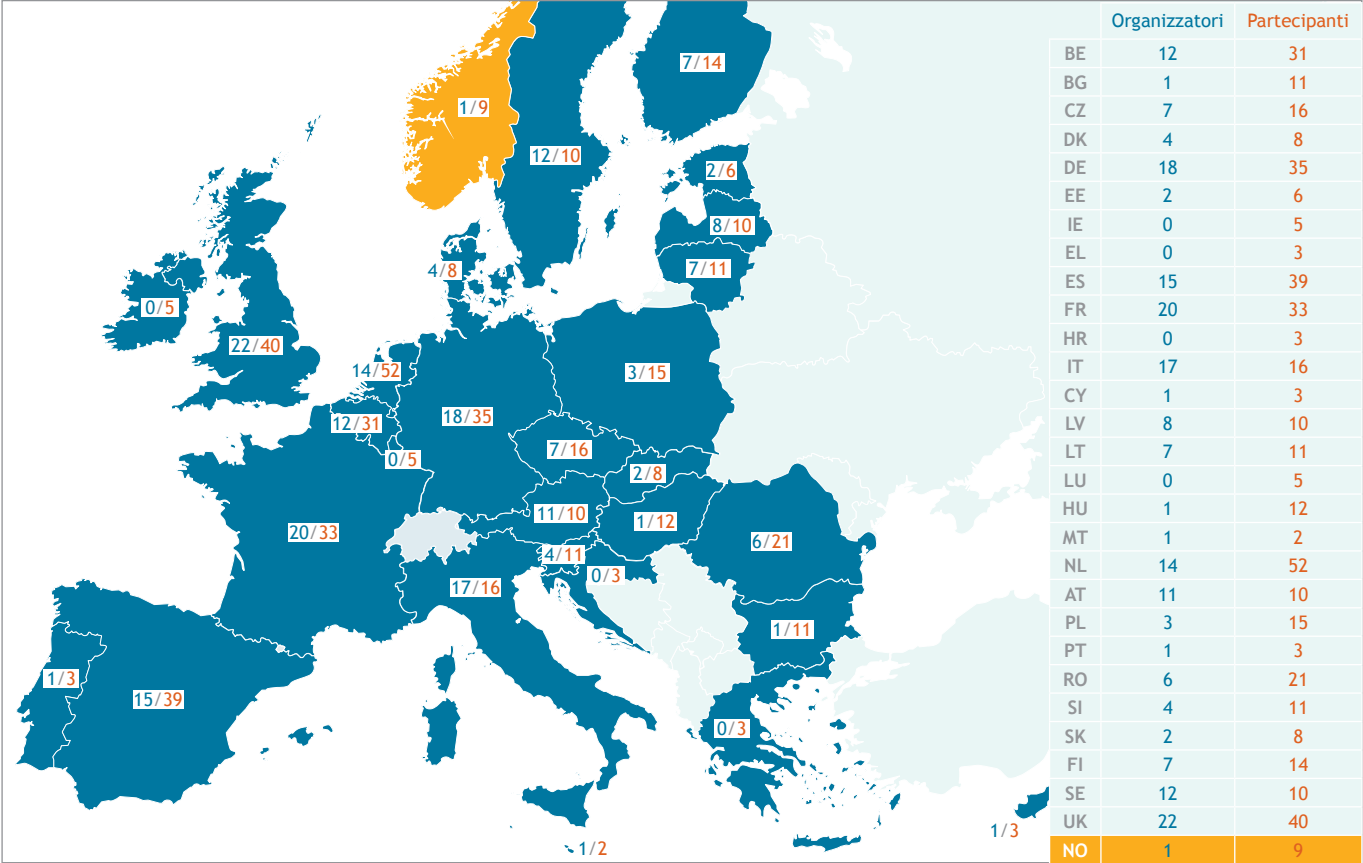 7/14
1/9
12/10
2/6
8/10
4/8
7/11
0/5
22/40
14/52
3/15
18/35
12/31
7/16
0/5
2/8
11/10
1/12
20/33
6/21
4/11
0/3
17/16
1/11
1/3
15/39
0/3
1/3
1/2
Organizzatori Partecipanti
BE 12 31
BG 1 11
CZ 7 16
DK 4 8
DE 18 35
EE 2 6
IE 0 5
EL 0 3
ES 15 39
FR 20 33
HR 0 3
IT 17 16
CY 1 3
LV 8 10
LT 7 11
LU 0 5
HU 1 12
MT 1 2
NL 14 52
AT 11 10
PL 3 15
PT 1 3
RO 6 21
SI 4 11
SK 2 8
FI 7 14
SE 12 10
UK 22 40
NO 1 9